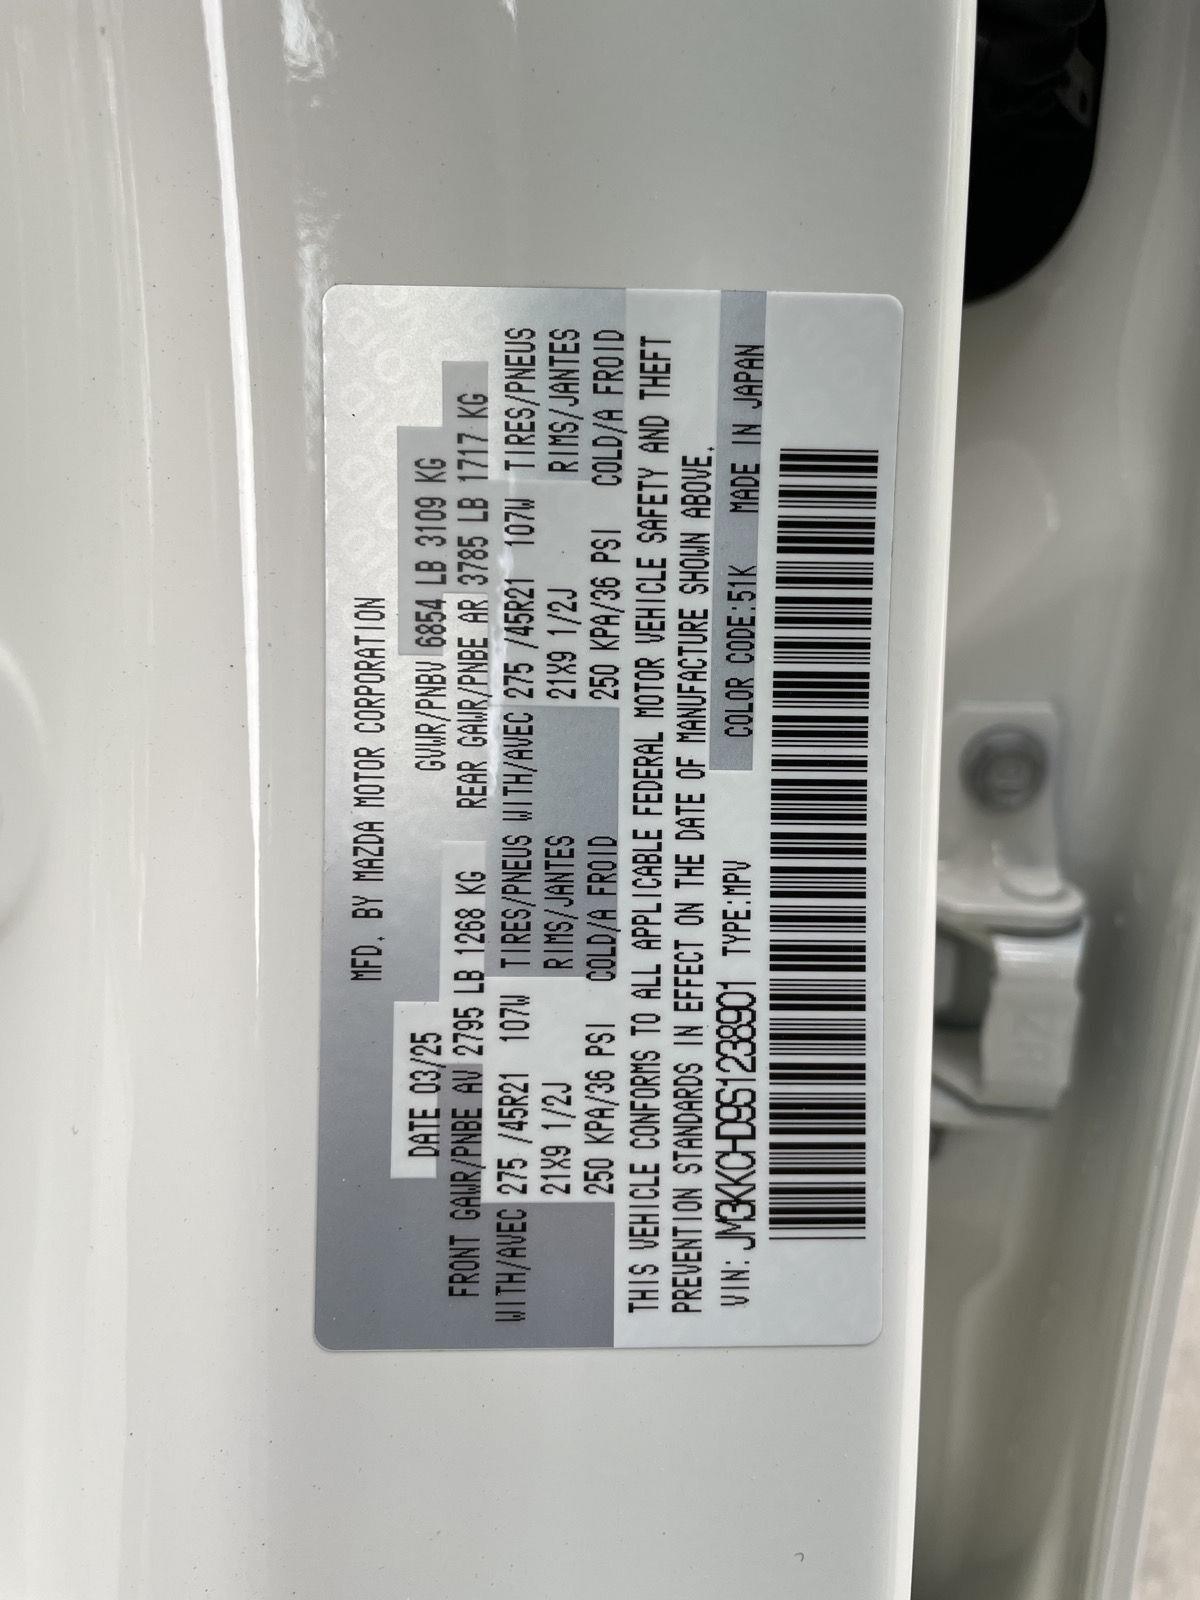 MFD. BY MAZDA MOTOR CORPORATION
DATE 03/25 GVWR/PNBV 6854 LB 3109 KG
FRONT GAWR/PNBE AV 2795 LB 1268 KG REAR GAWR/PNBE AR 3785 LB 1717 KG
WITH/AVEC 275 /45R21 107W TIRES/PNEUS WITH/AVEC 275 /45R21 107W TIRES/PNEUS
21X9 1/2J RIMS/JANTES 21X9 1/2J RIMS/JANTES
250 KPA/36 PSI COLD/A FROID 250 KPA/36 PSI COLD/A FROID
THIS VEHICLE CONFORMS TO ALL APPLICABLE FEDERAL MOTOR VEHICLE SAFETY AND THEFT
PREVENTION STANDARDS IN EFFECT ON THE DATE OF MANUFACTURE SHOWN ABOVE.
VIN: JM3KKCHD9S1238901 TYPE:MPV COLOR CODE:51K MADE IN JAPAN